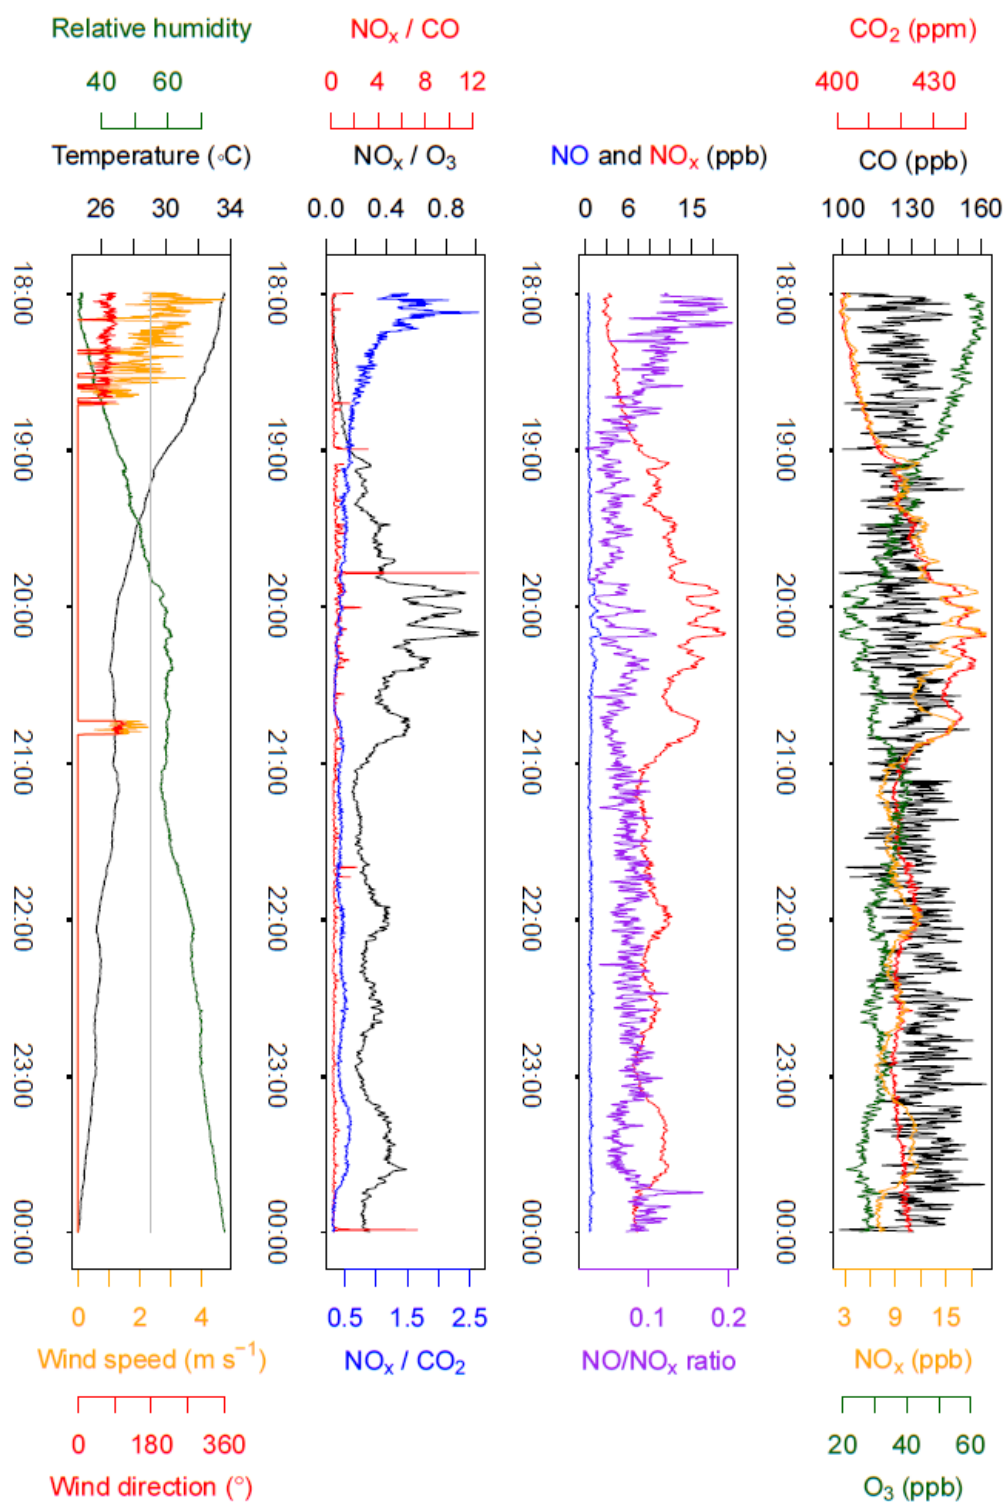 Relative humidity
40 60
Temperature (◦C)
26 30 34
NOx / CO
0 4 8 12
NOx / O3
0.0 0.4 0.8
NO and NOx (ppb)
0 6 15
CO2 (ppm)
400 430
CO (ppb)
100 130 160
18:00 18:00 18:00 18:00
19:00 19:00 19:00 19:00
20:00 20:00 20:00 20:00
21:00 21:00 21:00 21:00
22:00 22:00 22:00 22:00
23:00 23:00 23:00 23:00
00:00 00:00 00:00 00:00
0 2 4
Wind speed (m s−1)
0 180 360
Wind direction (°)
0.5 1.5 2.5
NOx / CO2
0.1 0.2
NO/NOx ratio
3 9 15
NOx (ppb)
20 40 60
O3 (ppb)